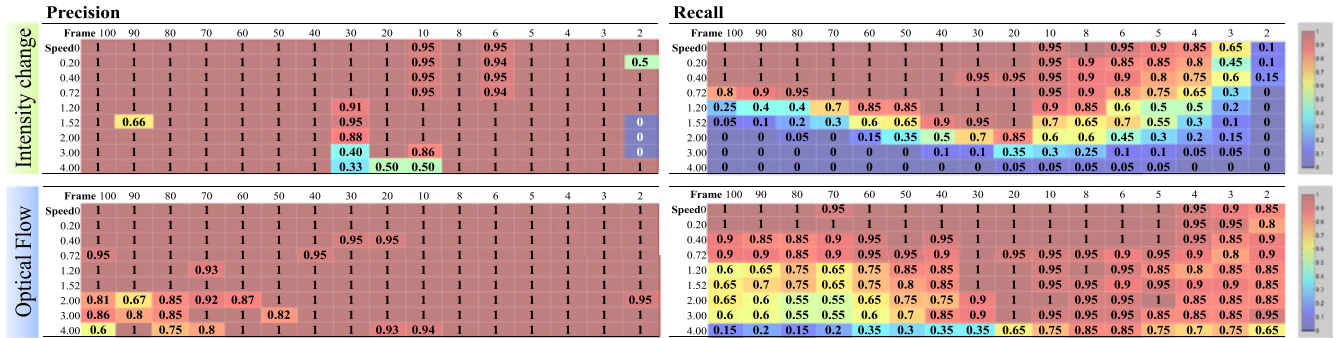 Precision
Intensity change
Frame 100 90 80 70 60 50 40 30 20 10 8 6 5 4 3 2
Speed0 1 1 1 1 1 1 1 1 1 0.95 1 0.95 1 1 1 1
0.20 1 1 1 1 1 1 1 1 1 0.95 1 0.94 1 1 1 0.5
0.40 1 1 1 1 1 1 1 1 1 0.95 1 0.95 1 1 1 1
0.72 1 1 1 1 1 1 1 1 1 0.95 1 0.94 1 1 1 1
1.20 1 1 1 1 1 1 1 0.91 1 1 1 1 1 1 1 1
1.52 1 0.66 1 1 1 1 1 0.95 1 1 1 1 1 1 1 0
2.00 1 1 1 1 1 1 1 0.88 1 1 1 1 1 1 1 0
3.00 1 1 1 1 1 1 1 0.40 1 0.86 1 1 1 1 1 0
4.00 1 1 1 1 1 1 1 0.33 0.50 0.50 1 1 1 1 1 1
Recall
Frame 100 90 80 70 60 50 40 30 20 10 8 6 5 4 3 2
Speed0 1 1 1 1 1 1 1 1 1 0.95 1 0.95 0.9 0.85 0.65 0.1
0.20 1 1 1 1 1 1 1 1 1 0.95 0.9 0.85 0.85 0.8 0.45 0.1
0.40 1 1 1 1 1 1 1 0.95 0.95 0.95 0.9 0.9 0.8 0.75 0.6 0.15
0.72 0.8 0.9 0.95 1 1 1 1 1 1 0.95 0.9 0.8 0.75 0.65 0.3 0
1.20 0.25 0.4 0.4 0.7 0.85 0.85 1 1 1 0.9 0.85 0.6 0.5 0.5 0.2 0
1.52 0.05 0.1 0.2 0.3 0.6 0.65 0.9 0.95 1 0.7 0.65 0.7 0.55 0.3 0.1 0
2.00 0 0 0.05 0 0.15 0.35 0.5 0.7 0.85 0.6 0.6 0.45 0.3 0.2 0.15 0
3.00 0 0 0 0 0 0 0.1 0.1 0.35 0.3 0.25 0.1 0.1 0.05 0.05 0
4.00 0 0 0 0 0 0 0 0 0.05 0.05 0.05 0.05 0.05 0 0 0
Optical Flow
Frame 100 90 80 70 60 50 40 30 20 10 8 6 5 4 3 2
Speed0 1 1 1 1 1 1 1 1 1 1 1 1 1 1 1 1
0.20 1 1 1 1 1 1 1 1 1 1 1 1 1 1 1 1
0.40 1 1 1 1 1 1 1 0.95 0.95 1 1 1 1 1 1 1
0.72 0.95 1 1 1 1 1 0.95 1 1 1 1 1 1 1 1 1
1.20 1 1 1 0.93 1 1 1 1 1 1 1 1 1 1 1 1
1.52 1 1 1 1 1 1 1 1 1 1 1 1 1 1 1 1
2.00 0.81 0.67 0.85 0.92 0.87 1 1 1 1 1 1 1 1 1 1 0.95
3.00 0.86 0.8 0.85 1 1 0.82 1 1 1 1 1 1 1 1 1 1
4.00 0.6 1 0.75 0.8 1 1 1 1 0.93 0.94 1 1 1 1 1 1
Frame 100 90 80 70 60 50 40 30 20 10 8 6 5 4 3 2
Speed0 1 1 1 0.95 1 1 1 1 1 1 1 1 1 0.95 0.9 0.85
0.20 1 1 1 1 1 1 1 1 1 1 1 1 1 0.95 0.95 0.8
0.40 0.9 0.85 0.85 0.9 0.95 1 0.95 1 1 1 1 1 1 0.95 0.85 0.9
0.72 0.9 0.9 0.95 0.9 0.95 0.95 0.95 1 0.95 0.95 0.95 0.95 0.95 0.9 0.8 0.9
1.20 0.6 0.65 0.75 0.65 0.75 0.85 0.85 1 1 0.95 1 0.95 0.85 0.8 0.85 0.85
1.52 0.65 0.7 0.75 0.65 0.75 0.8 0.85 1 1 0.95 0.95 0.9 0.95 0.9 0.9 0.85
2.00 0.65 0.6 0.55 0.55 0.65 0.75 0.75 0.9 1 1 0.95 0.95 1 0.85 0.85 0.85
3.00 0.6 0.6 0.55 0.55 0.6 0.7 0.85 0.9 1 0.95 0.95 0.95 0.85 0.85 0.85 0.95
4.00 0.15 0.2 0.15 0.2 0.35 0.3 0.35 0.35 0.65 0.75 0.85 0.85 0.75 0.7 0.75 0.65